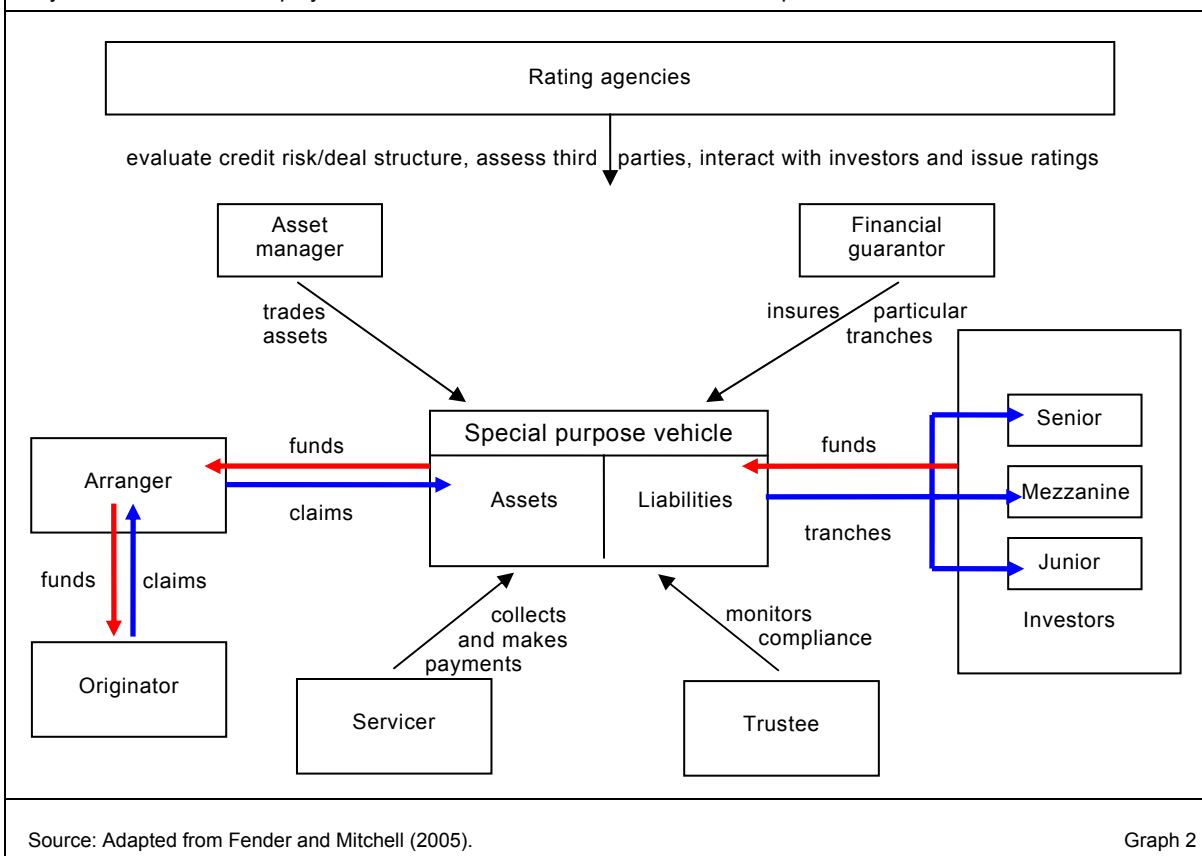 Rating agencies
evaluate credit risk/deal structure, assess third parties, interact with investors and issue ratings
Asset
manager
Financial
guarantor
trades
assets
insures particular
tranches
Special purpose vehicle
Assets
Liabilities
funds
claims
Arranger
funds
claims
Originator
funds
tranches
Senior
Mezzanine
Junior
Investors
collects
and makes
payments
monitors
compliance
Servicer
Trustee
Source: Adapted from Fender and Mitchell (2005).
Graph 2